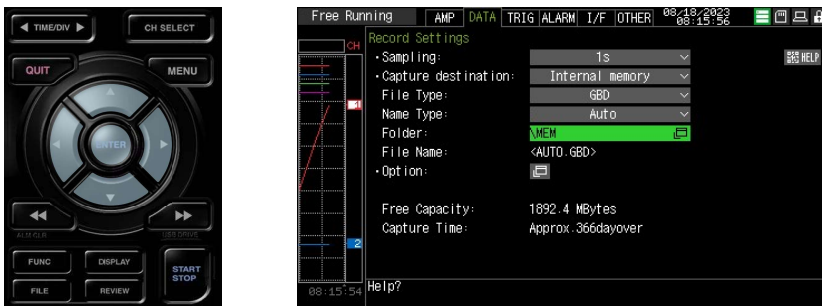 TIME/DIV
CH SELECT
QUIT
MENU
ENTER
ALM CLR
USB DRIVE
FUNC
DISPLAY
START
STOP
FILE
REVIEW
Free Running
AMP
DATA
TRIG
ALARM
I/F
OTHER
08/18/2023
08:15:56
CH
Record Settings
・Sampling: 1s
HELP
・Capture destination: Internal memory
File Type: GBD
Name Type: Auto
1
Folder: \MEM
File Name: <AUTO.GBD>
・Option:
Free Capacity: 1892.4 MBytes
Capture Time: Approx.366dayover
2
08:15:54
Help?